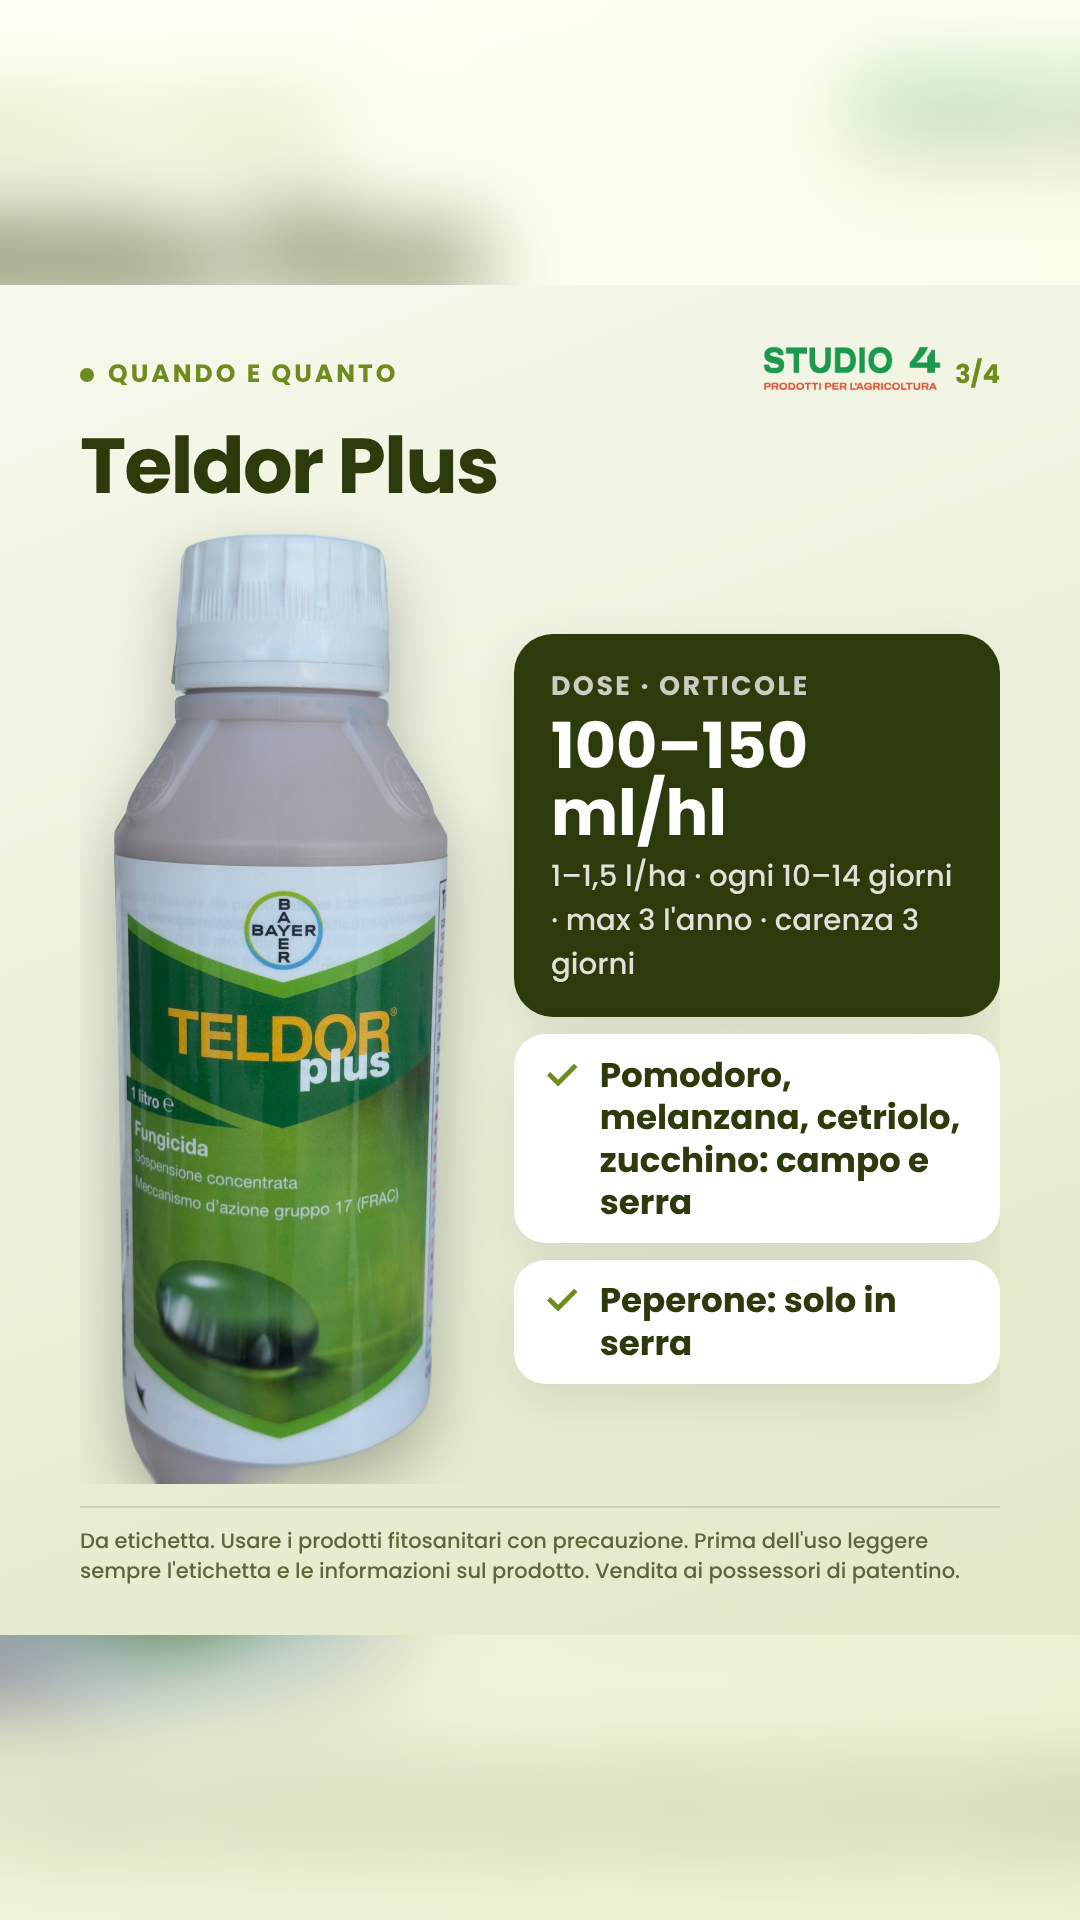 QUANDO E QUANTO
STUDIO 4
PRODOTTI PER L'AGRICOLTURA
3/4
Teldor Plus
BAYER
BAYER
TELDOR®
plus
1 litro ℮
Fungicida
Sospensione concentrata
Meccanismo d'azione gruppo 17 (FRAC)
DOSE · ORTICOLE
100–150
ml/hl
1–1,5 l/ha · ogni 10–14 giorni
· max 3 l'anno · carenza 3
giorni
Pomodoro,
melanzana, cetriolo,
zucchino: campo e
serra
Peperone: solo in
serra
Da etichetta. Usare i prodotti fitosanitari con precauzione. Prima dell'uso leggere
sempre l'etichetta e le informazioni sul prodotto. Vendita ai possessori di patentino.